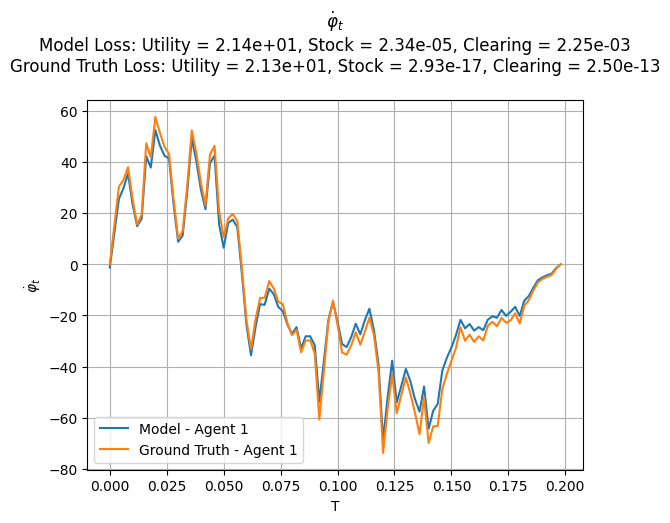 φ̇ₜ
Model Loss: Utility = 2.14e+01, Stock = 2.34e-05, Clearing = 2.25e-03
Ground Truth Loss: Utility = 2.13e+01, Stock = 2.93e-17, Clearing = 2.50e-13
60
40
20
0
−20
−40
−60
−80
φ̇ₜ
Model - Agent 1
Ground Truth - Agent 1
0.000 0.025 0.050 0.075 0.100 0.125 0.150 0.175 0.200
T